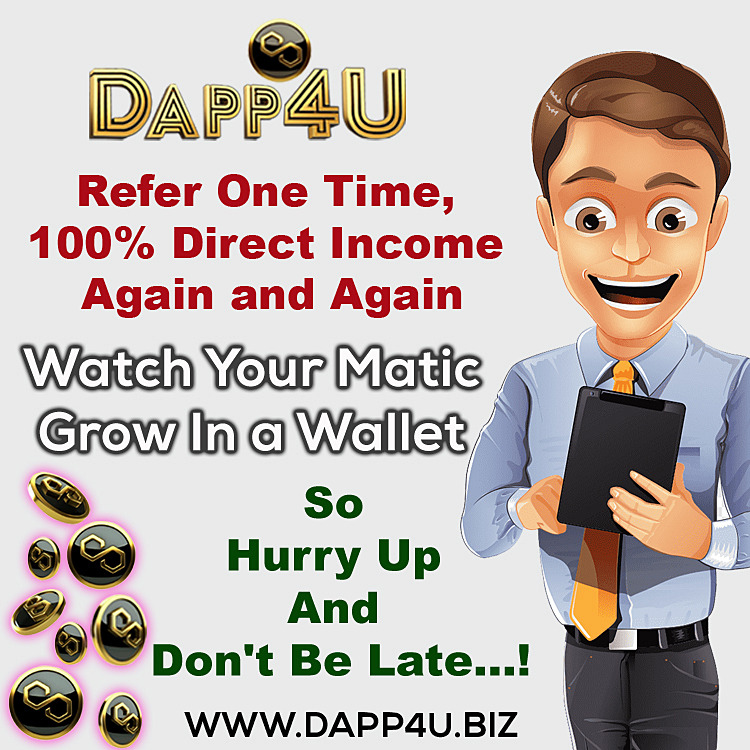 DAPP4U
Refer One Time,
100% Direct Income
Again and Again
Watch Your Matic
Grow In a Wallet
So
Hurry Up
And
Don't Be Late...!
WWW.DAPP4U.BIZ